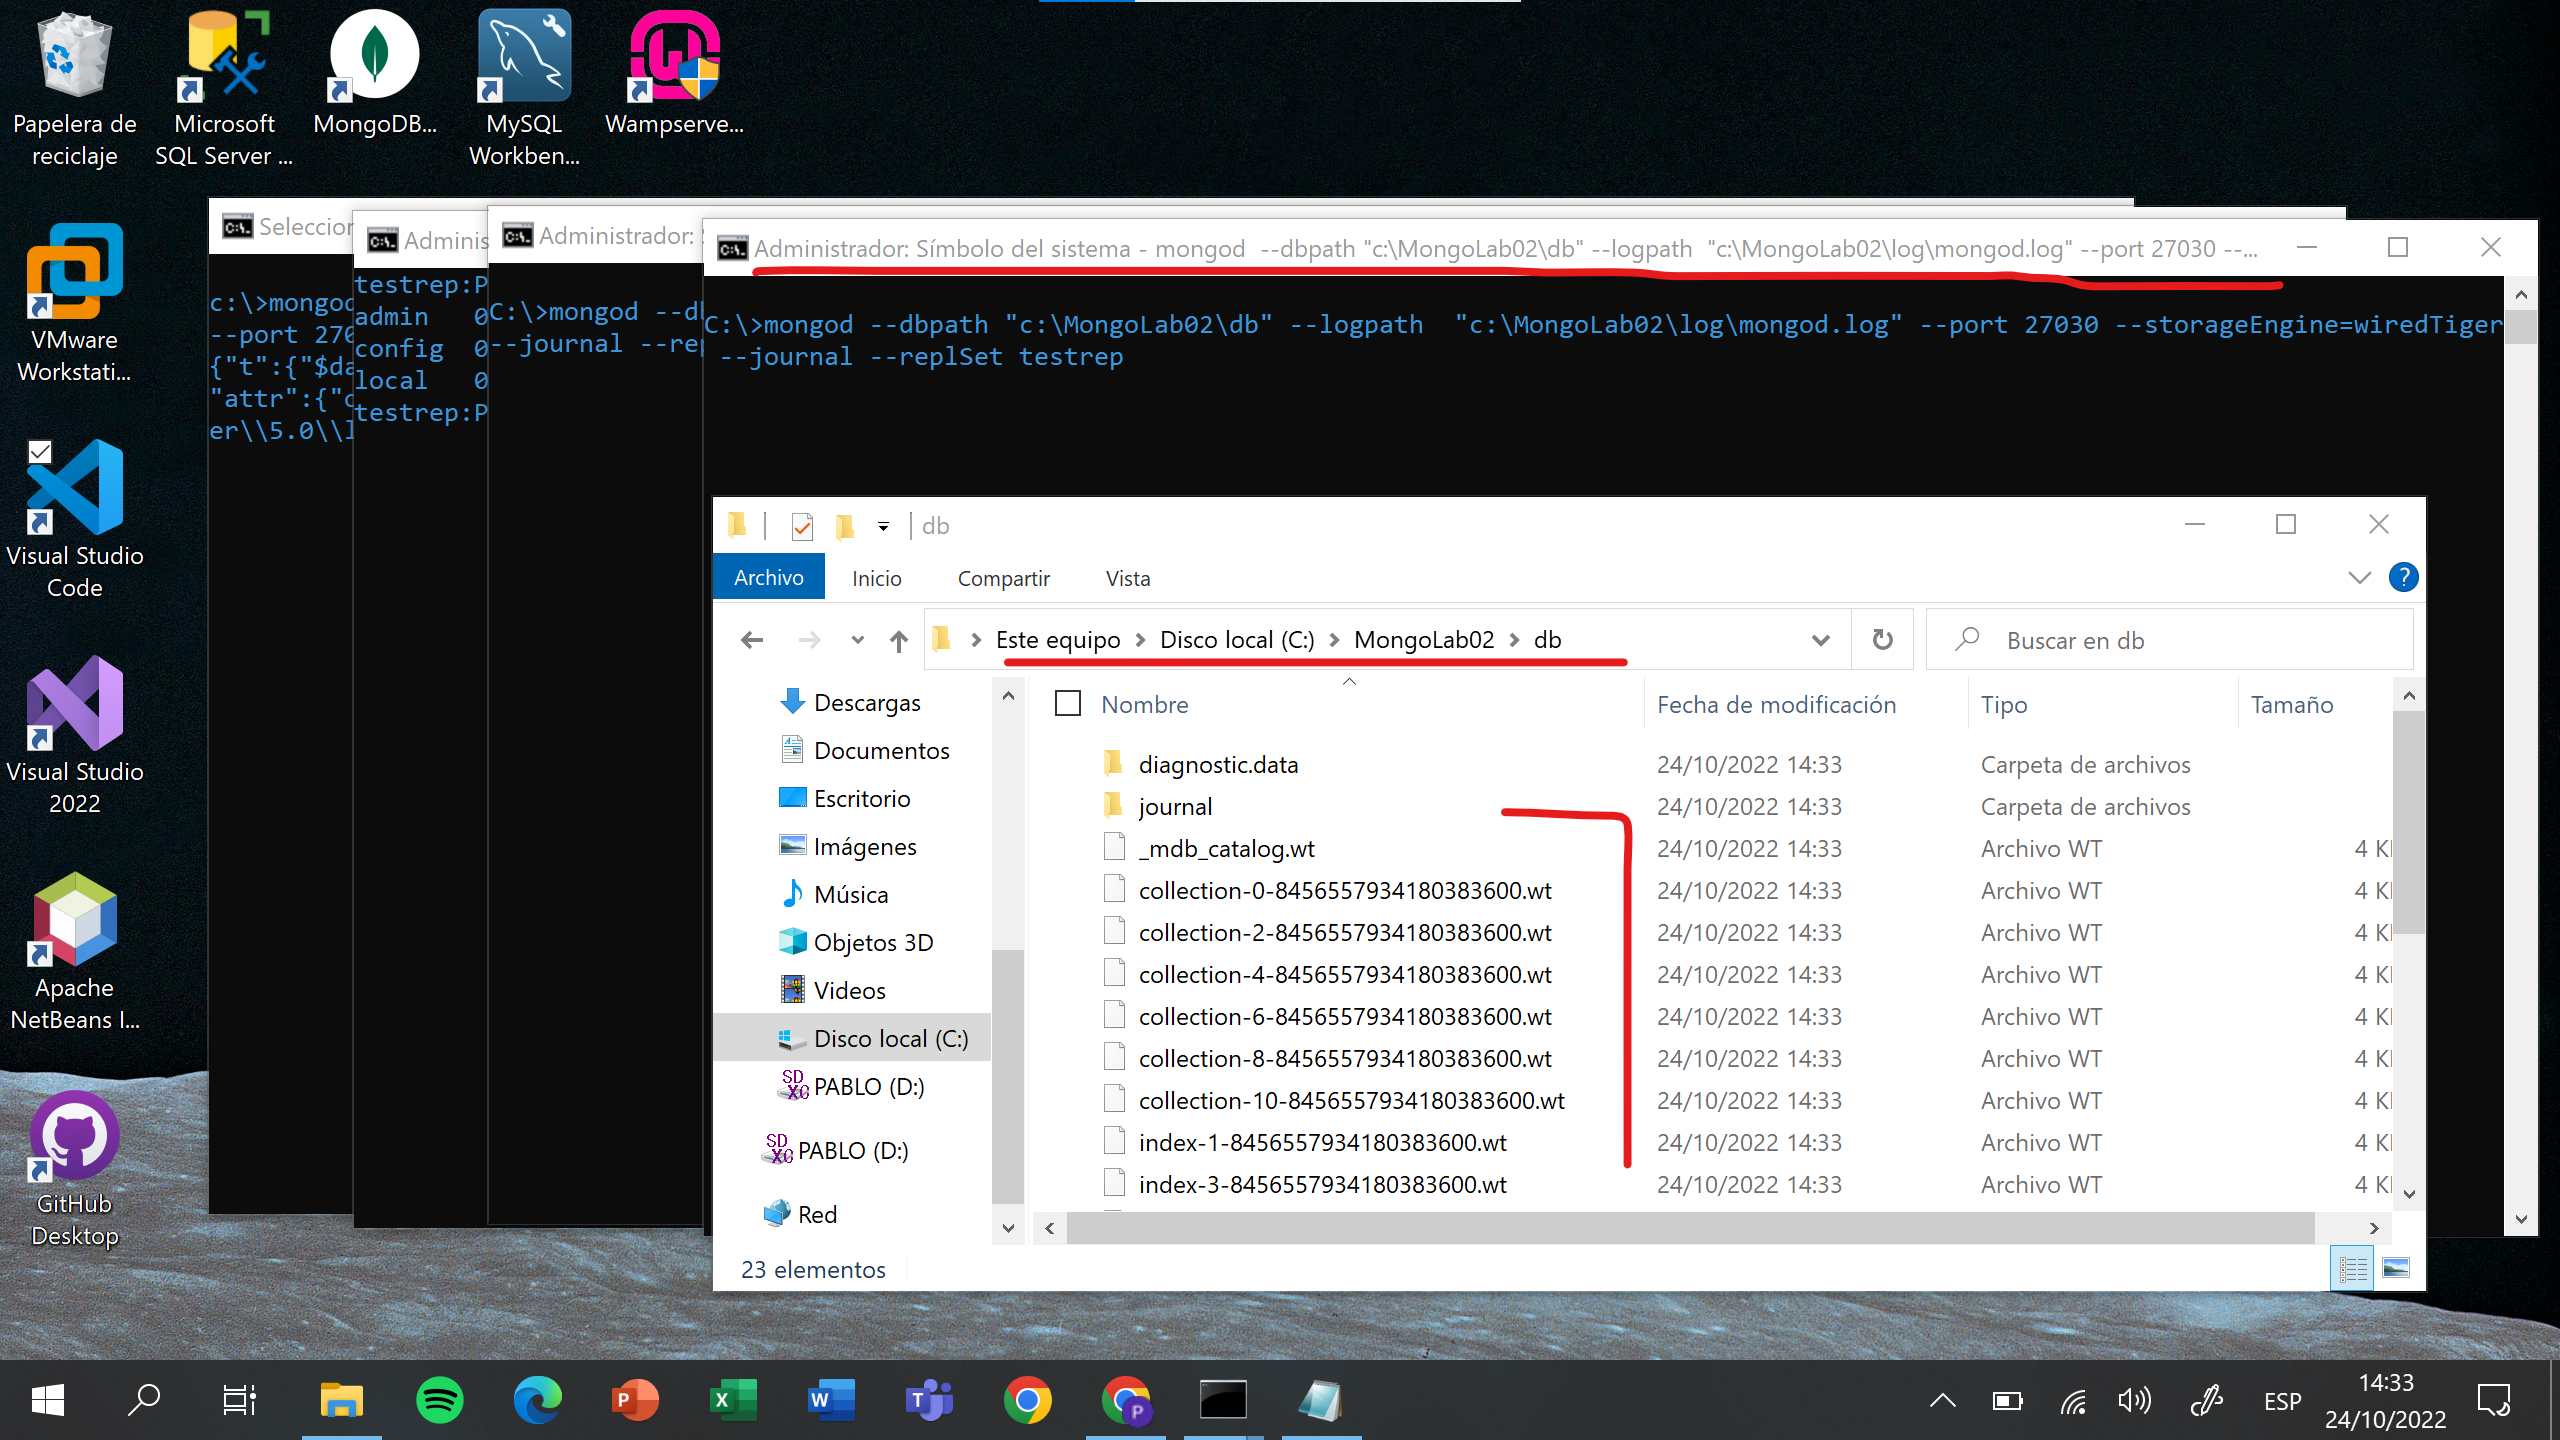 Papelera de
reciclaje
Microsoft
SQL Server ...
MongoDB...
MySQL
Workben...
Wampserve...
VMware
Workstati...
Visual Studio
Code
Visual Studio
2022
Apache
NetBeans I...
GitHub
Desktop
Seleccior
c:\>mongod
--port 270
{"t":{"$da
"attr":{"c
er\\5.0\\l
Adminis
testrep:P
admin 0
config 0
local 0
testrep:P
Administrador: S
C:\>mongod --db
--journal --rep
Administrador: Símbolo del sistema - mongod --dbpath "c:\MongoLab02\db" --logpath "c:\MongoLab02\log\mongod.log" --port 27030 --...
C:\>mongod --dbpath "c:\MongoLab02\db" --logpath "c:\MongoLab02\log\mongod.log" --port 27030 --storageEngine=wiredTiger
--journal --replSet testrep
db
Archivo Inicio Compartir Vista
Este equipo > Disco local (C:) > MongoLab02 > db
Buscar en db
Descargas
Documentos
Escritorio
Imágenes
Música
Objetos 3D
Videos
Disco local (C:)
PABLO (D:)
PABLO (D:)
Red
Nombre Fecha de modificación Tipo Tamaño
diagnostic.data 24/10/2022 14:33 Carpeta de archivos
journal 24/10/2022 14:33 Carpeta de archivos
_mdb_catalog.wt 24/10/2022 14:33 Archivo WT 4 K
collection-0-8456557934180383600.wt 24/10/2022 14:33 Archivo WT 4 K
collection-2-8456557934180383600.wt 24/10/2022 14:33 Archivo WT 4 K
collection-4-8456557934180383600.wt 24/10/2022 14:33 Archivo WT 4 K
collection-6-8456557934180383600.wt 24/10/2022 14:33 Archivo WT 4 K
collection-8-8456557934180383600.wt 24/10/2022 14:33 Archivo WT 4 K
collection-10-8456557934180383600.wt 24/10/2022 14:33 Archivo WT 4 K
index-1-8456557934180383600.wt 24/10/2022 14:33 Archivo WT 4 K
index-3-8456557934180383600.wt 24/10/2022 14:33 Archivo WT 4 K
23 elementos
ESP
14:33
24/10/2022